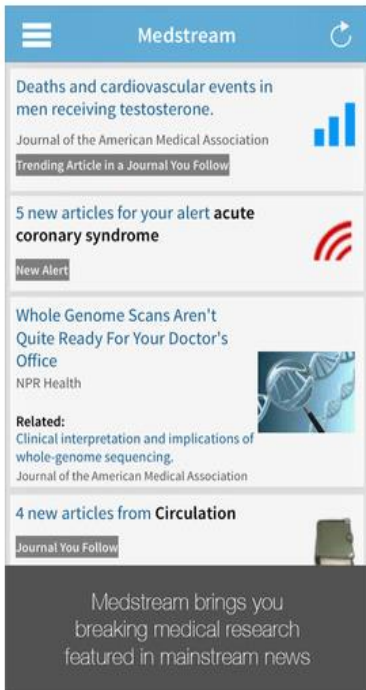 Medstream
Deaths and cardiovascular events in
men receiving testosterone.
Journal of the American Medical Association
Trending Article in a Journal You Follow
5 new articles for your alert acute
coronary syndrome
New Alert
Whole Genome Scans Aren't
Quite Ready For Your Doctor's
Office
NPR Health
Related:
Clinical interpretation and implications of
whole-genome sequencing.
Journal of the American Medical Association
4 new articles from Circulation
Journal You Follow
Medstream brings you
breaking medical research
featured in mainstream news